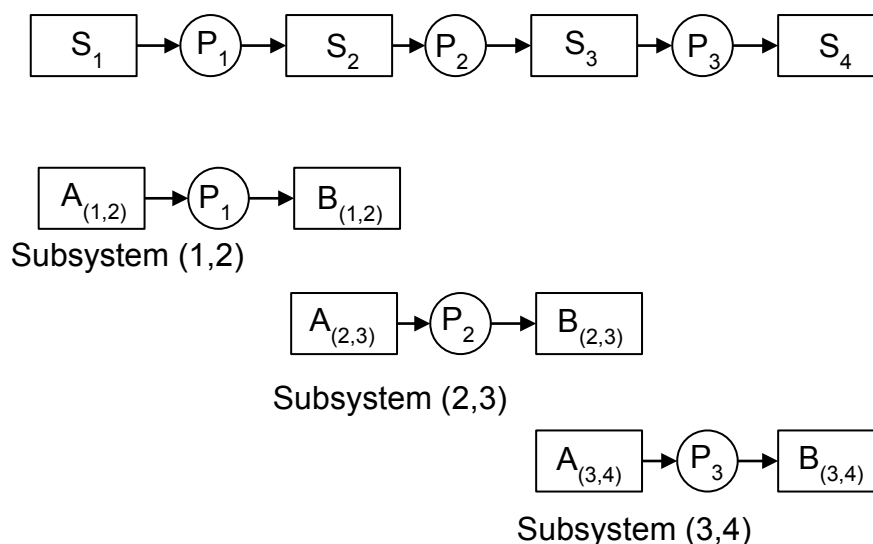 S₁ P₁ S₂ P₂ S₃ P₃ S₄
A₍₁,₂₎ P₁ B₍₁,₂₎
Subsystem (1,2)
A₍₂,₃₎ P₂ B₍₂,₃₎
Subsystem (2,3)
A₍₃,₄₎ P₃ B₍₃,₄₎
Subsystem (3,4)